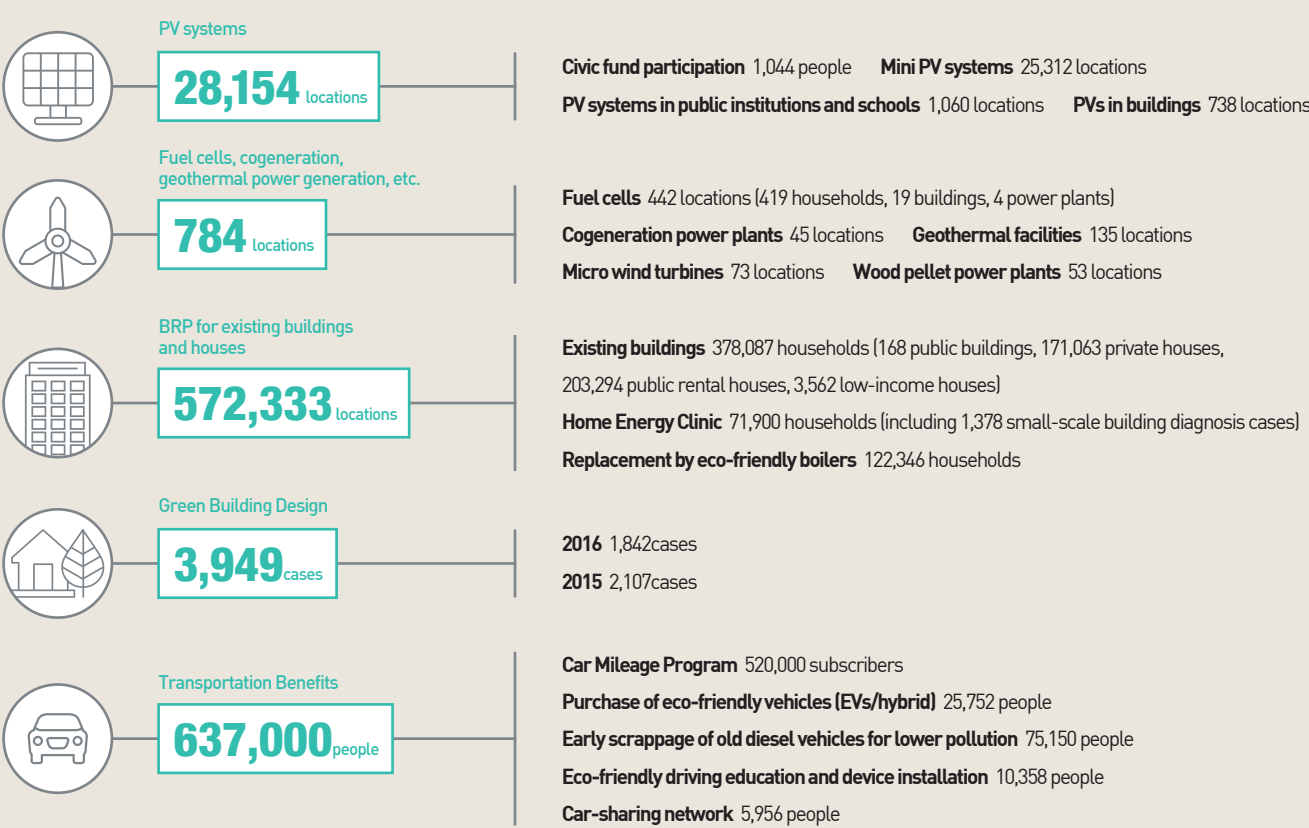 PV systems
28,154 locations
Civic fund participation 1,044 people Mini PV systems 25,312 locations
PV systems in public institutions and schools 1,060 locations PVs in buildings 738 locations
Fuel cells, cogeneration,
geothermal power generation, etc.
784 locations
Fuel cells 442 locations (419 households, 19 buildings, 4 power plants)
Cogeneration power plants 45 locations Geothermal facilities 135 locations
Micro wind turbines 73 locations Wood pellet power plants 53 locations
BRP for existing buildings
and houses
572,333 locations
Existing buildings 378,087 households (168 public buildings, 171,063 private houses,
203,294 public rental houses, 3,562 low-income houses)
Home Energy Clinic 71,900 households (including 1,378 small-scale building diagnosis cases)
Replacement by eco-friendly boilers 122,346 households
Green Building Design
3,949 cases
2016 1,842cases
2015 2,107cases
Transportation Benefits
637,000 people
Car Mileage Program 520,000 subscribers
Purchase of eco-friendly vehicles (EVs/hybrid) 25,752 people
Early scrappage of old diesel vehicles for lower pollution 75,150 people
Eco-friendly driving education and device installation 10,358 people
Car-sharing network 5,956 people